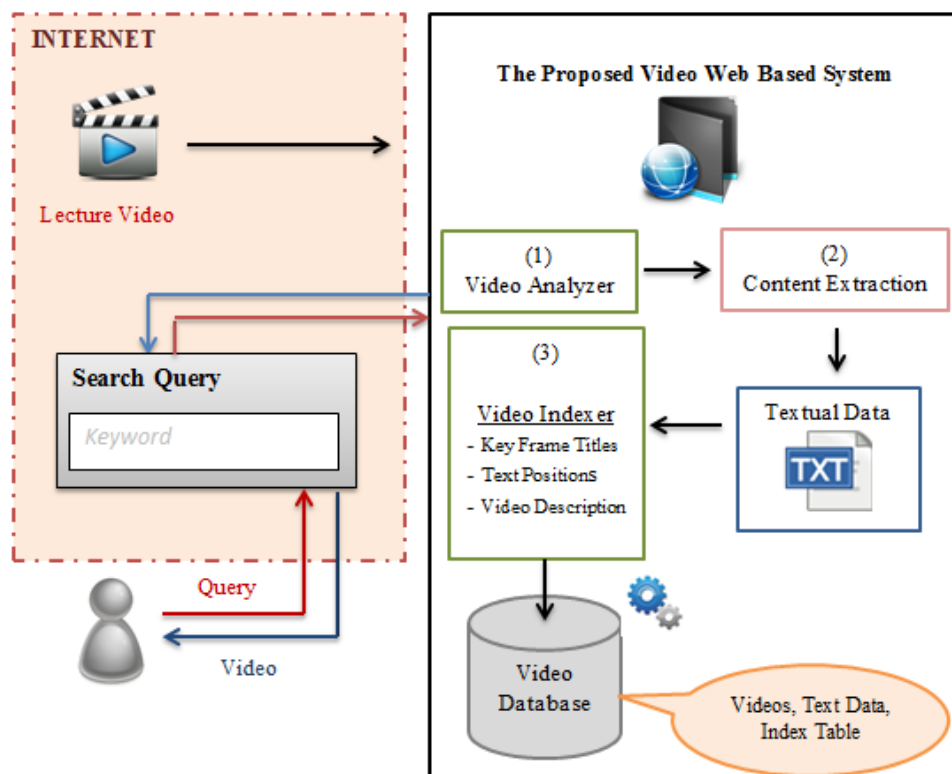 INTERNET
Lecture Video
Search Query
Keyword
Query
Video
The Proposed Video Web Based System
(1)
Video Analyzer
(2)
Content Extraction
(3)
Video Indexer
- Key Frame Titles
- Text Positions
- Video Description
Textual Data
TXT
Video
Database
Videos, Text Data,
Index Table